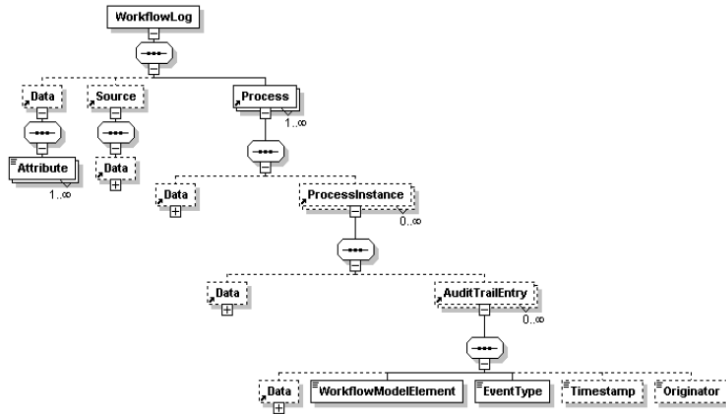 WorkflowLog
Data
Source
Process
1..∞
Attribute
1..∞
Data
Data
ProcessInstance
0..∞
Data
AuditTrailEntry
0..∞
Data
WorkflowModelElement
EventType
Timestamp
Originator